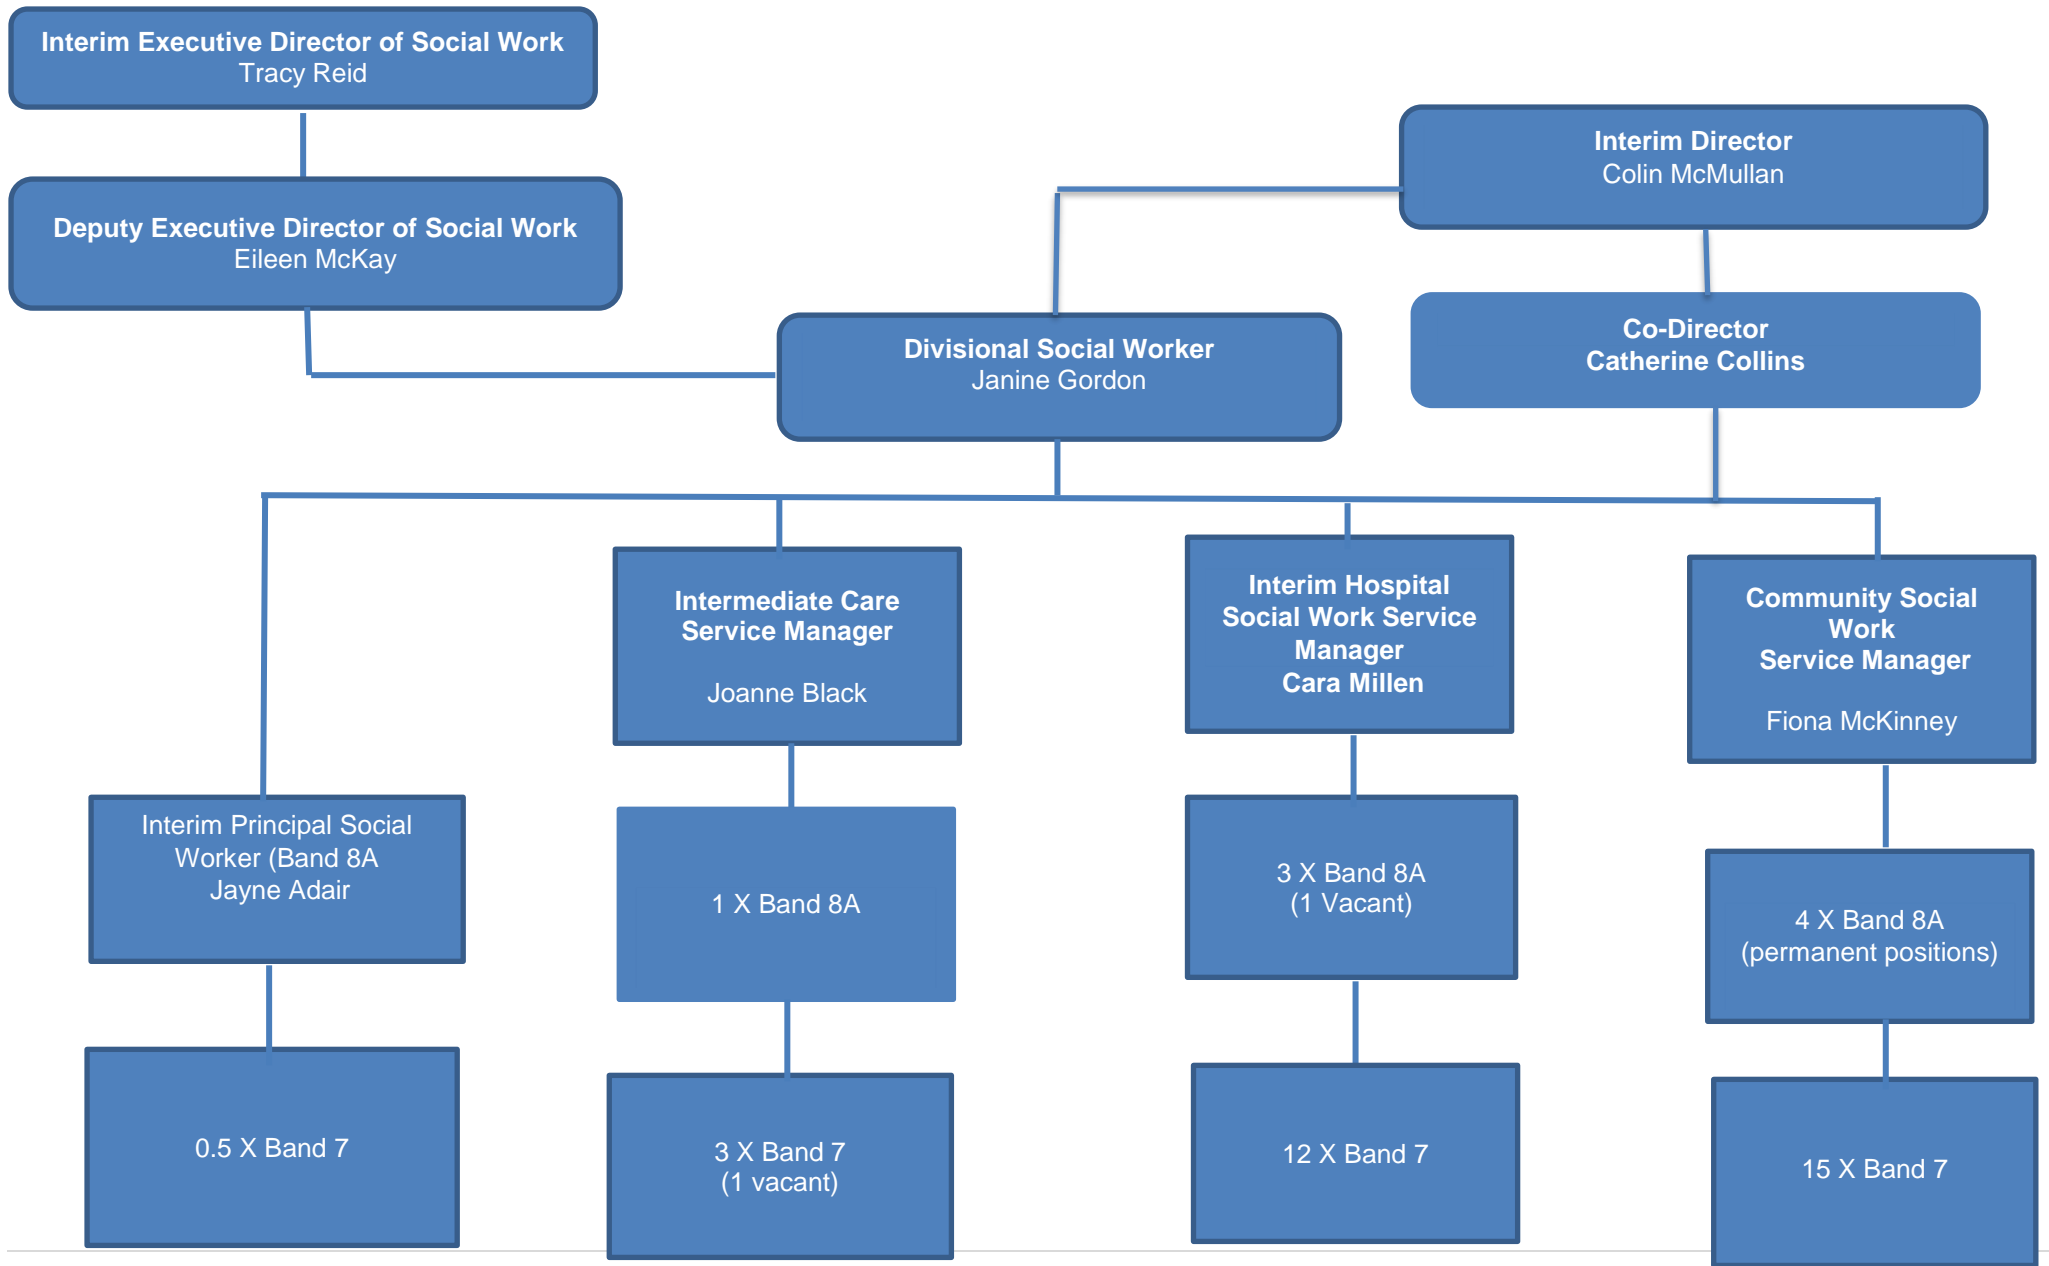 Interim Executive Director of Social Work
Tracy Reid
Interim Director
Colin McMullan
Deputy Executive Director of Social Work
Eileen McKay
Divisional Social Worker
Janine Gordon
Co-Director
Catherine Collins
Intermediate Care
Service Manager
Joanne Black
Interim Hospital
Social Work Service
Manager
Cara Millen
Community Social
Work
Service Manager
Fiona McKinney
Interim Principal Social
Worker (Band 8A
Jayne Adair
1 X Band 8A
3 X Band 8A
(1 Vacant)
4 X Band 8A
(permanent positions)
0.5 X Band 7
3 X Band 7
(1 vacant)
12 X Band 7
15 X Band 7